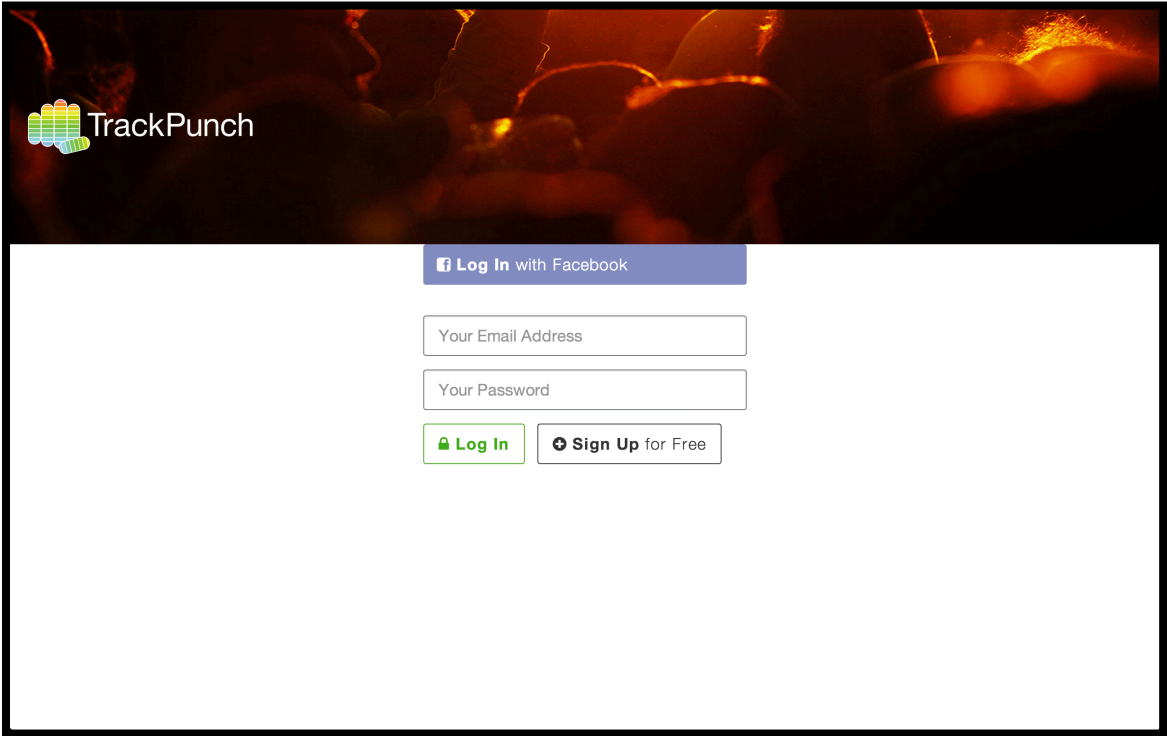 TrackPunch
Log In with Facebook
Your Email Address
Your Password
Log In
Sign Up for Free